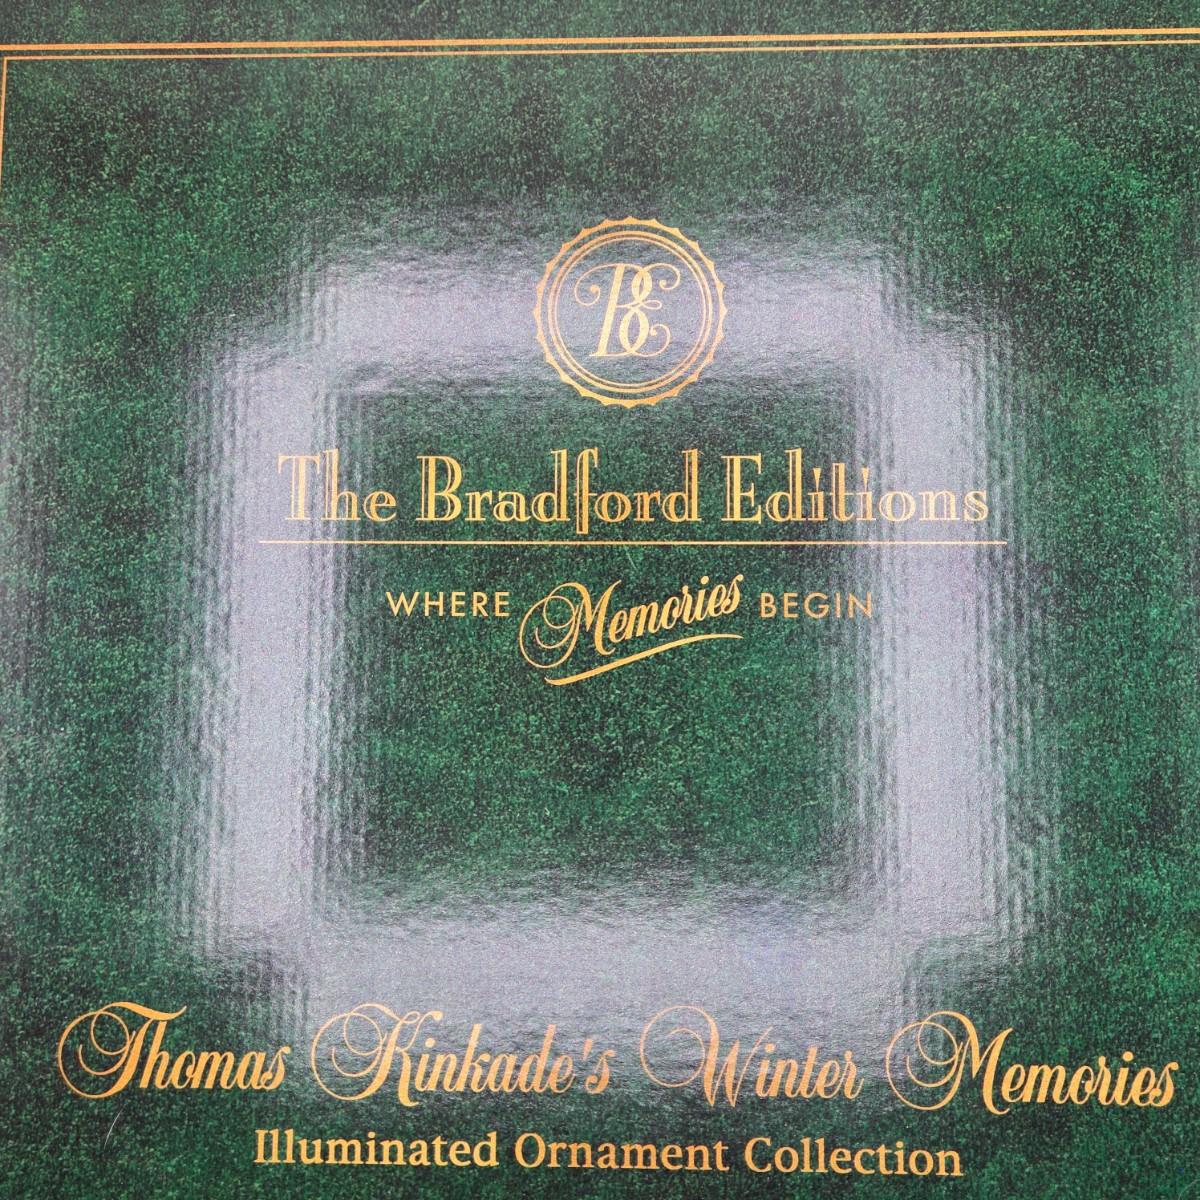 BE
The Bradford Editions
WHERE Memories BEGIN
Thomas Kinkade's Winter Memories
Illuminated Ornament Collection